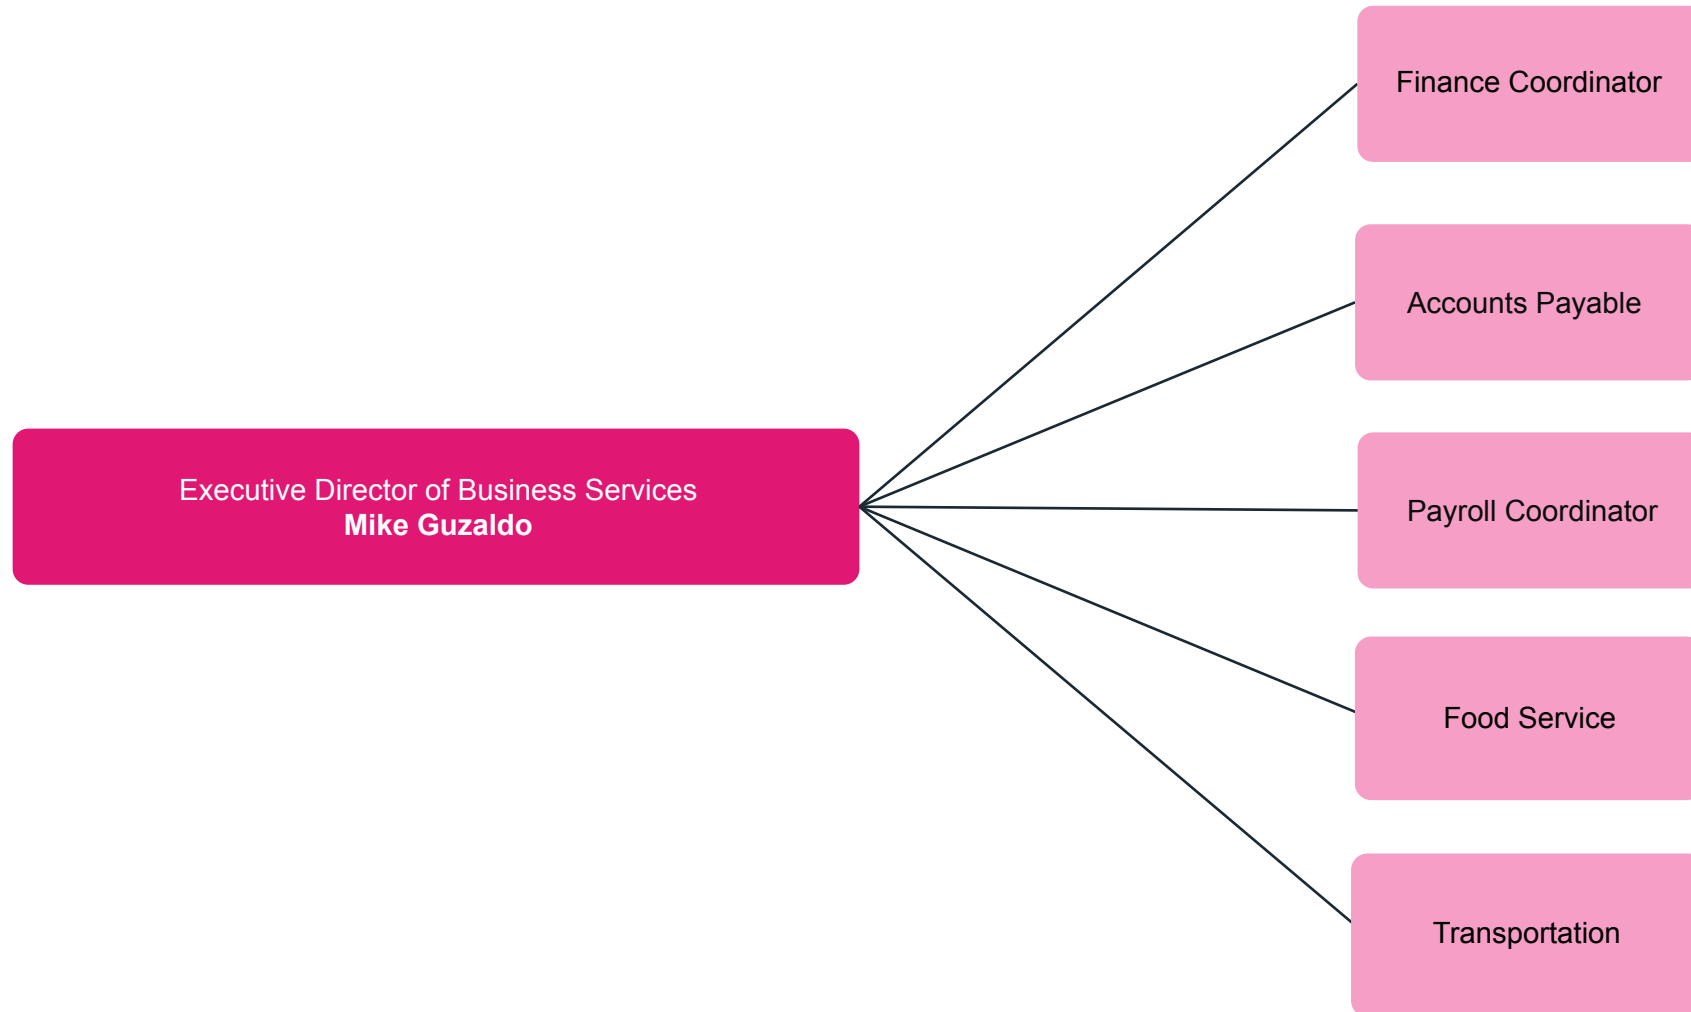 Finance Coordinator
Accounts Payable
Executive Director of Business Services
Mike Guzaldo
Payroll Coordinator
Food Service
Transportation